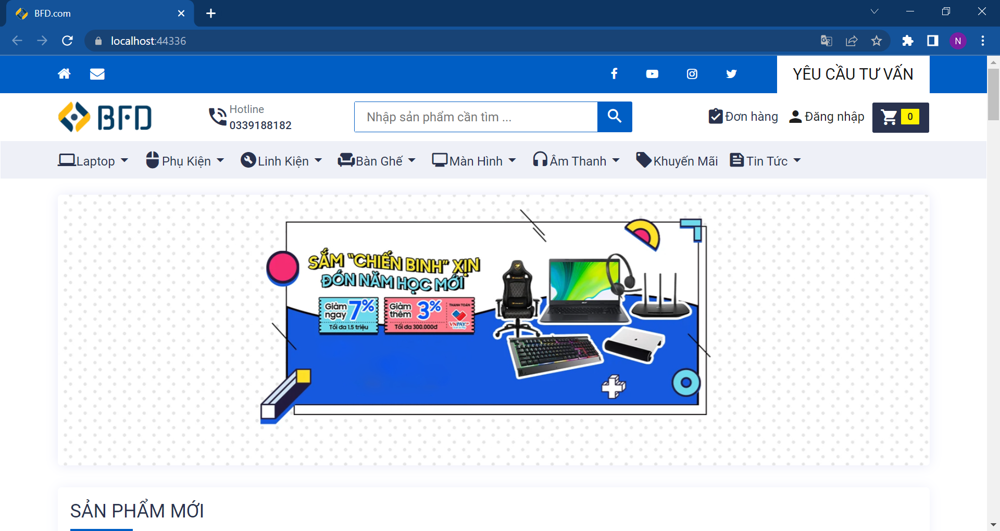 BFD.com
localhost:44336
N
YÊU CẦU TƯ VẤN
BFD
Hotline
0339188182
Nhập sản phẩm cần tìm ...
Đơn hàng
Đăng nhập
0
Laptop
Phụ Kiện
Linh Kiện
Bàn Ghế
Màn Hình
Âm Thanh
Khuyến Mãi
Tin Tức
SẮM "CHIẾN BINH" XỊN
ĐÓN NĂM HỌC MỚI
Giảm ngay 7%
Tối đa 1.5 triệu
Giảm thêm 3%
Tối đa 300.000đ
THANH TOÁN
VNPAY
SẢN PHẨM MỚI